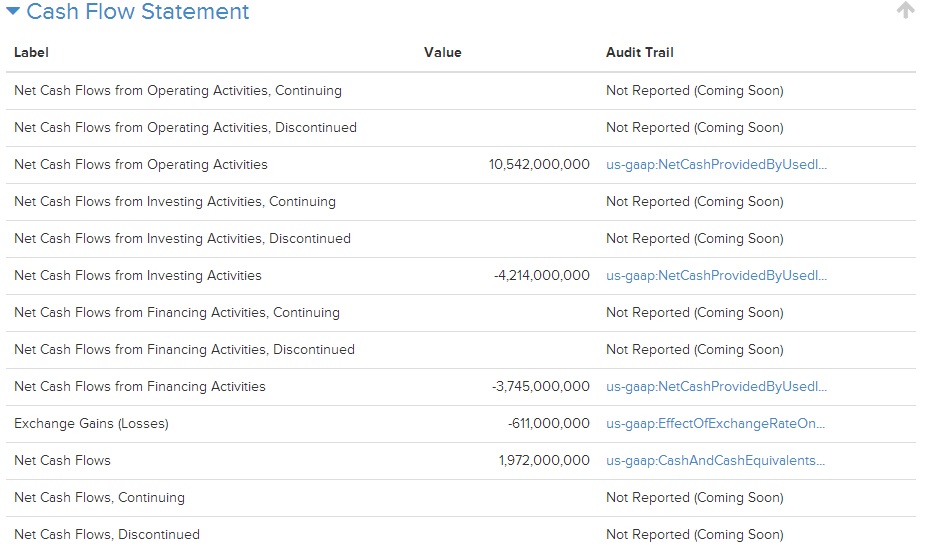 Cash Flow Statement
Label Value Audit Trail
Net Cash Flows from Operating Activities, Continuing Not Reported (Coming Soon)
Net Cash Flows from Operating Activities, Discontinued Not Reported (Coming Soon)
Net Cash Flows from Operating Activities 10,542,000,000 us-gaap:NetCashProvidedByUsedI...
Net Cash Flows from Investing Activities, Continuing Not Reported (Coming Soon)
Net Cash Flows from Investing Activities, Discontinued Not Reported (Coming Soon)
Net Cash Flows from Investing Activities -4,214,000,000 us-gaap:NetCashProvidedByUsedI...
Net Cash Flows from Financing Activities, Continuing Not Reported (Coming Soon)
Net Cash Flows from Financing Activities, Discontinued Not Reported (Coming Soon)
Net Cash Flows from Financing Activities -3,745,000,000 us-gaap:NetCashProvidedByUsedI...
Exchange Gains (Losses) -611,000,000 us-gaap:EffectOfExchangeRateOn...
Net Cash Flows 1,972,000,000 us-gaap:CashAndCashEquivalents...
Net Cash Flows, Continuing Not Reported (Coming Soon)
Net Cash Flows, Discontinued Not Reported (Coming Soon)